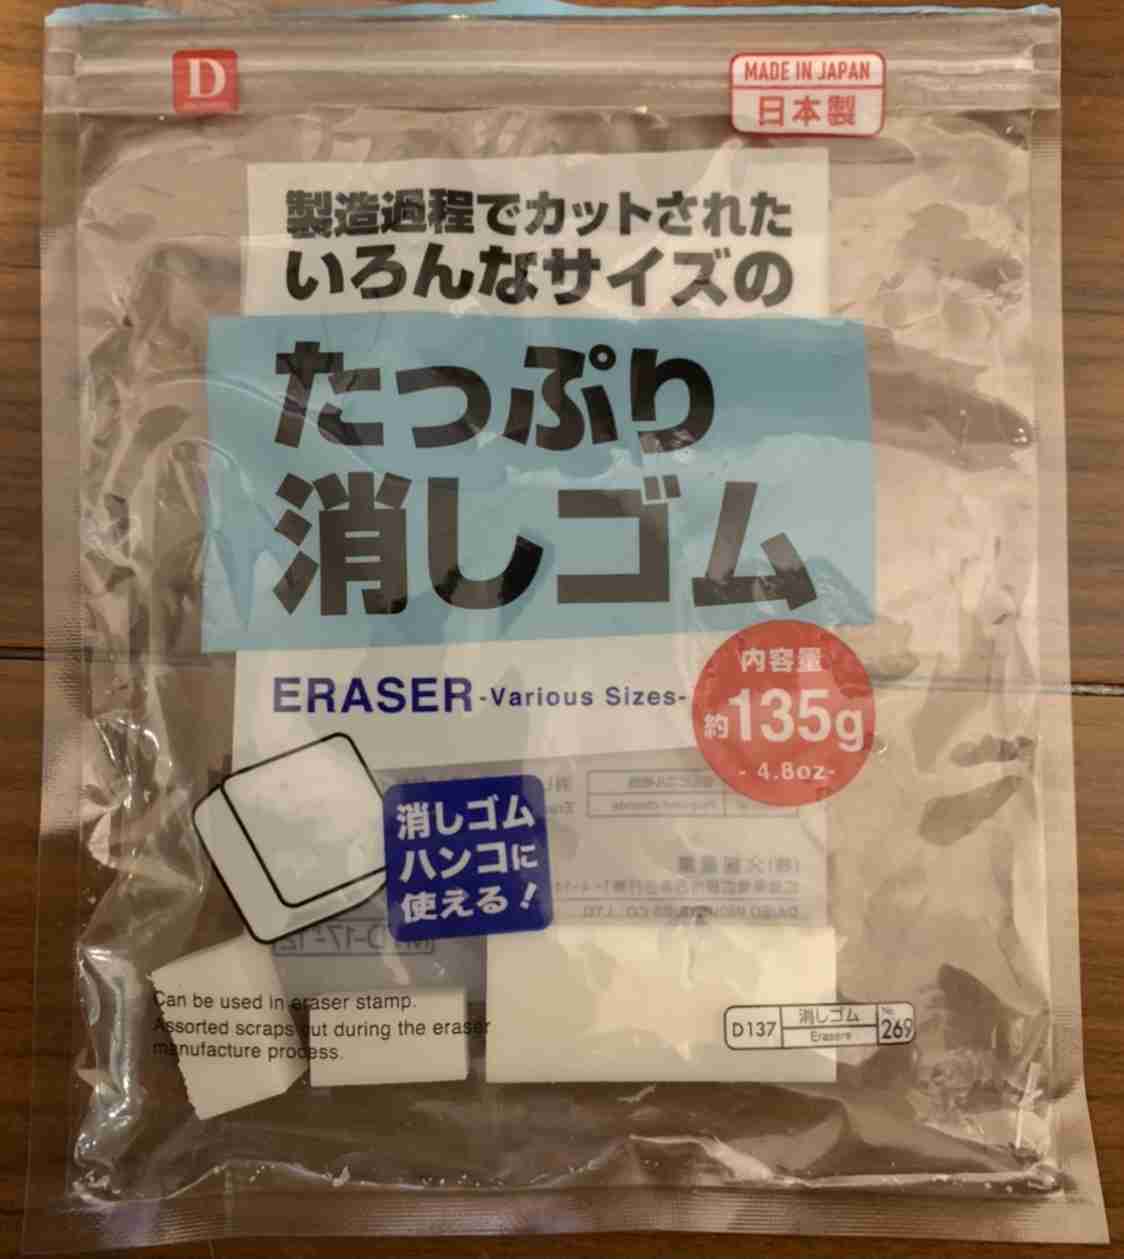 D
MADE IN JAPAN
日本製
製造過程でカットされた
いろんなサイズの
たっぷり
消しゴム
ERASER -Various Sizes-
内容量
約135g
- 4.8oz-
消しゴム
ハンコに
使える!
Can be used in eraser stamp.
Assorted scraps cut during the eraser
manufacture process.
D137
消しゴム
Erasers
No.
269